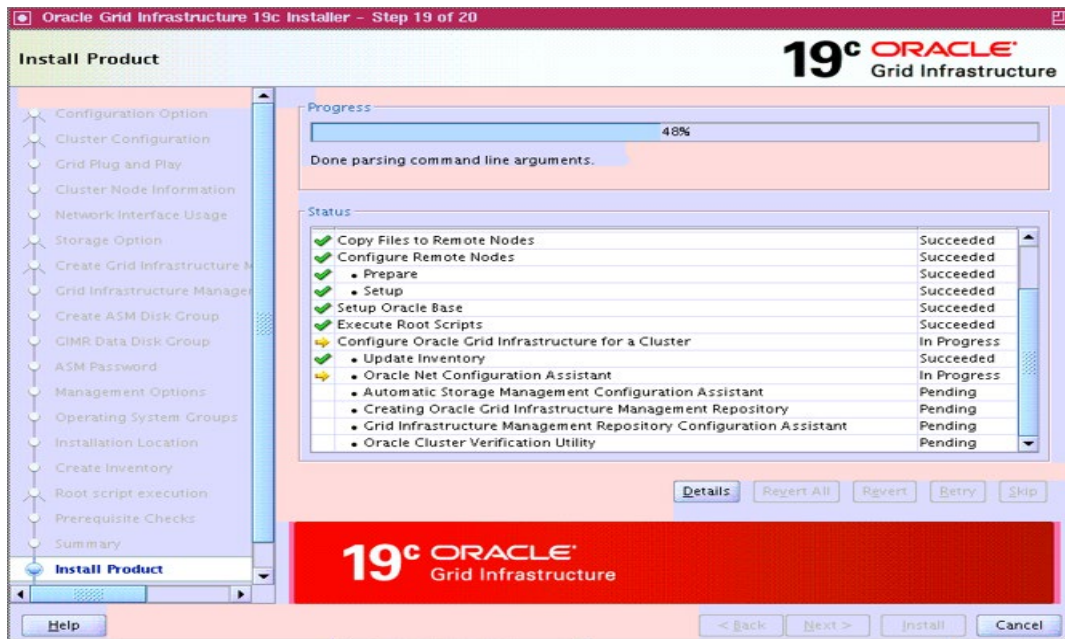 Oracle Grid Infrastructure 19c Installer - Step 19 of 20
Install Product
19c ORACLE
Grid Infrastructure
Configuration Option
Cluster Configuration
Grid Plug and Play
Cluster Node Information
Network Interface Usage
Storage Option
Create Grid Infrastructure M
Grid Infrastructure Manager
Create ASM Disk Group
GIMR Data Disk Group
ASM Password
Management Options
Operating System Groups
Installation Location
Create Inventory
Root script execution
Prerequisite Checks
Summary
Install Product
Progress
48%
Done parsing command line arguments.
Status
Copy Files to Remote Nodes Succeeded
Configure Remote Nodes Succeeded
• Prepare Succeeded
• Setup Succeeded
Setup Oracle Base Succeeded
Execute Root Scripts Succeeded
Configure Oracle Grid Infrastructure for a Cluster In Progress
• Update Inventory Succeeded
• Oracle Net Configuration Assistant In Progress
• Automatic Storage Management Configuration Assistant Pending
• Creating Oracle Grid Infrastructure Management Repository Pending
• Grid Infrastructure Management Repository Configuration Assistant Pending
• Oracle Cluster Verification Utility Pending
Details Revert All Revert Retry Skip
19c ORACLE
Grid Infrastructure
Help < Back Next > Install Cancel